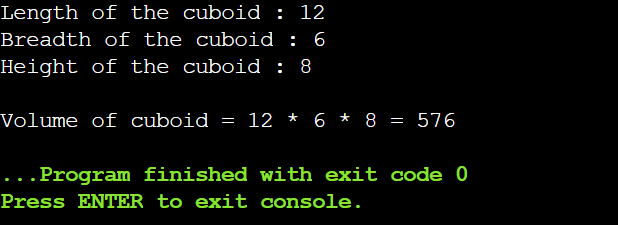 Length of the cuboid : 12
Breadth of the cuboid : 6
Height of the cuboid : 8
Volume of cuboid = 12 * 6 * 8 = 576
...Program finished with exit code 0
Press ENTER to exit console.